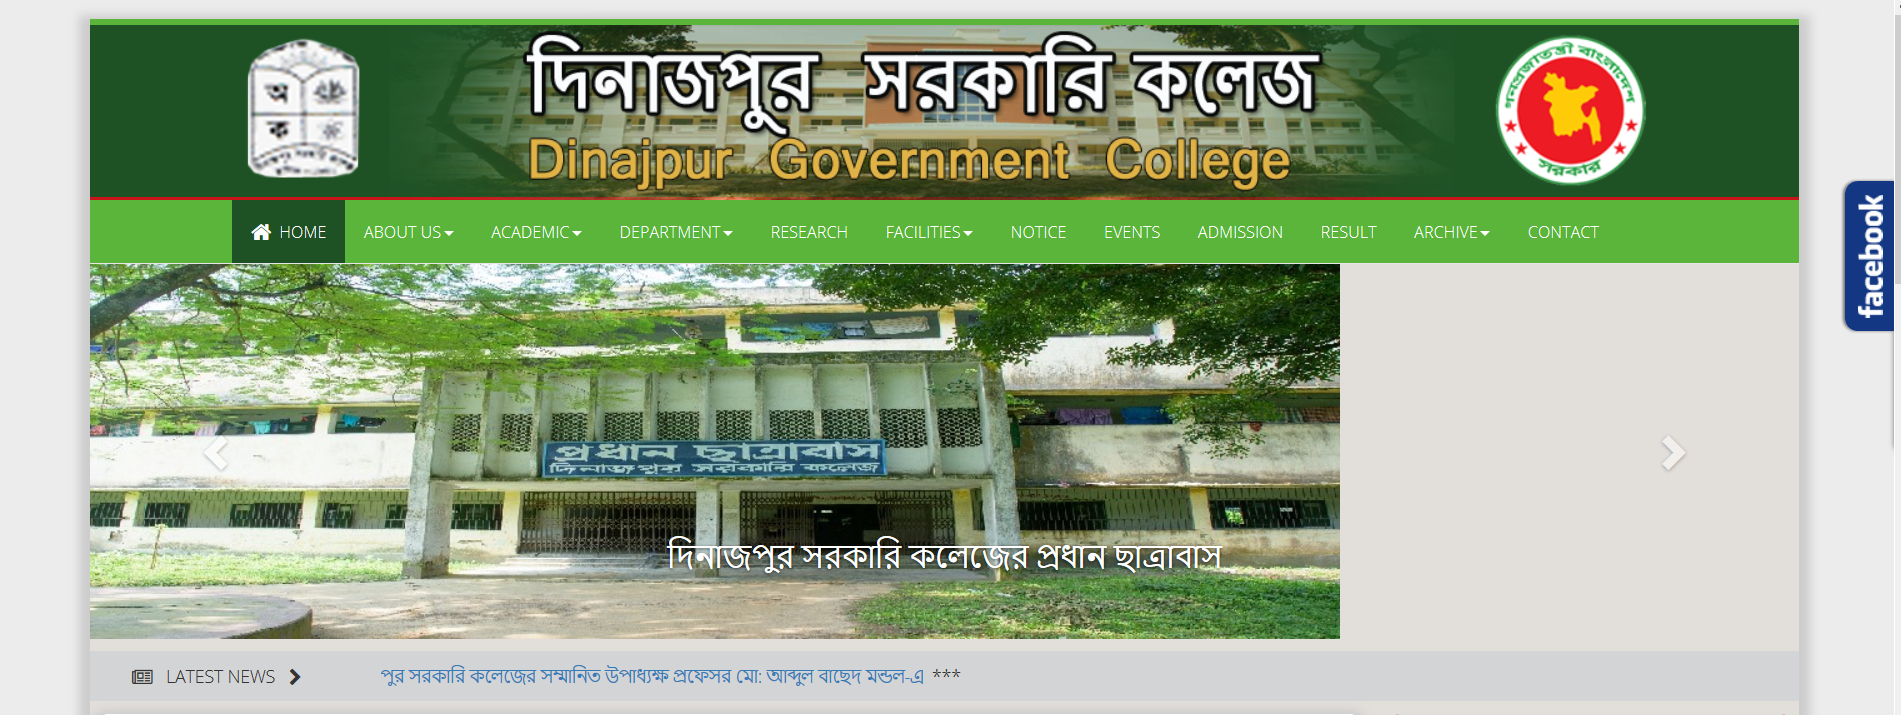 দিনাজপুর সরকারি কলেজ
Dinajpur Government College
অ
ক
গণপ্রজাতন্ত্রী বাংলাদেশ
সরকার
HOME ABOUT US ACADEMIC DEPARTMENT RESEARCH FACILITIES NOTICE EVENTS ADMISSION RESULT ARCHIVE CONTACT
facebook
প্রধান ছাত্রাবাস
দিনাজপুর সরকারি কলেজ
দিনাজপুর সরকারি কলেজের প্রধান ছাত্রাবাস
LATEST NEWS পুর সরকারি কলেজের সম্মানিত উপাধ্যক্ষ প্রফেসর মো: আব্দুল বাছেদ মন্ডল-এ ***